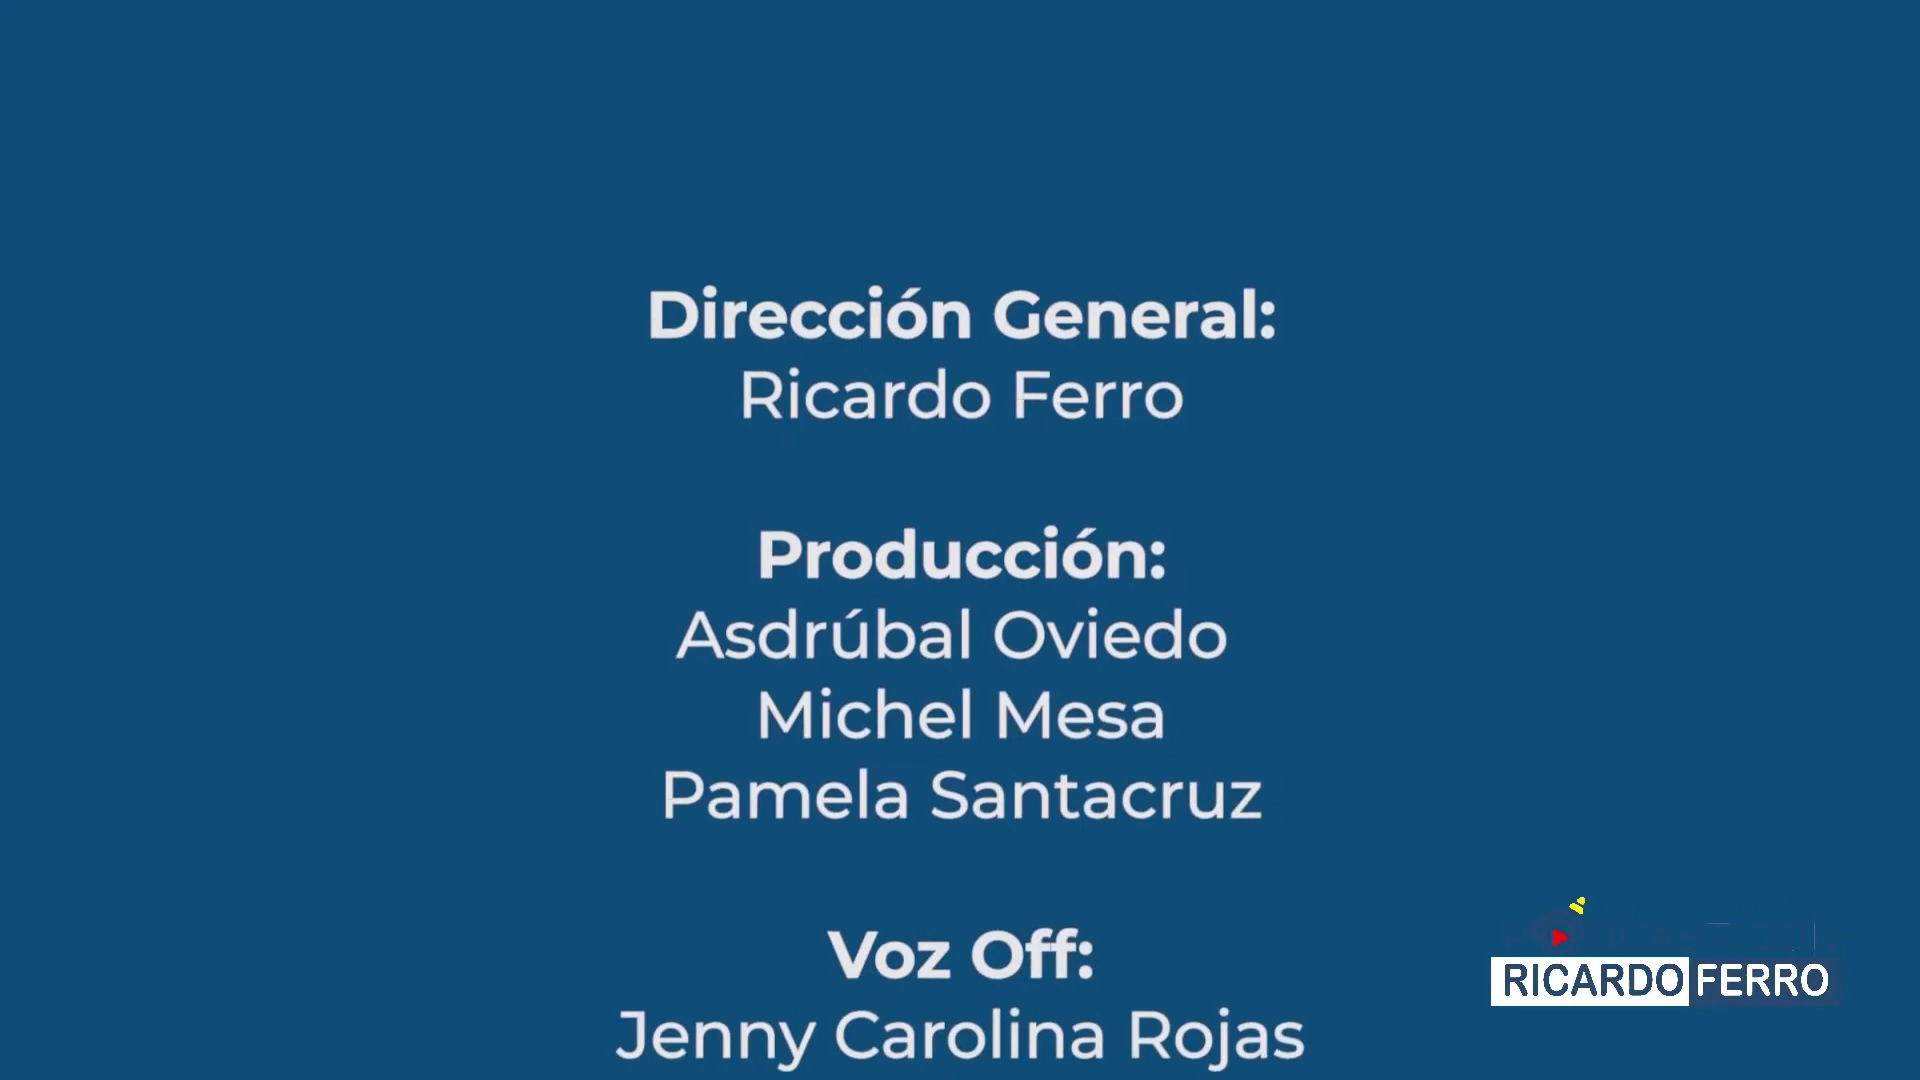 Dirección General:
Ricardo Ferro
Producción:
Asdrúbal Oviedo
Michel Mesa
Pamela Santacruz
Voz Off:
Jenny Carolina Rojas
RICARDO FERRO